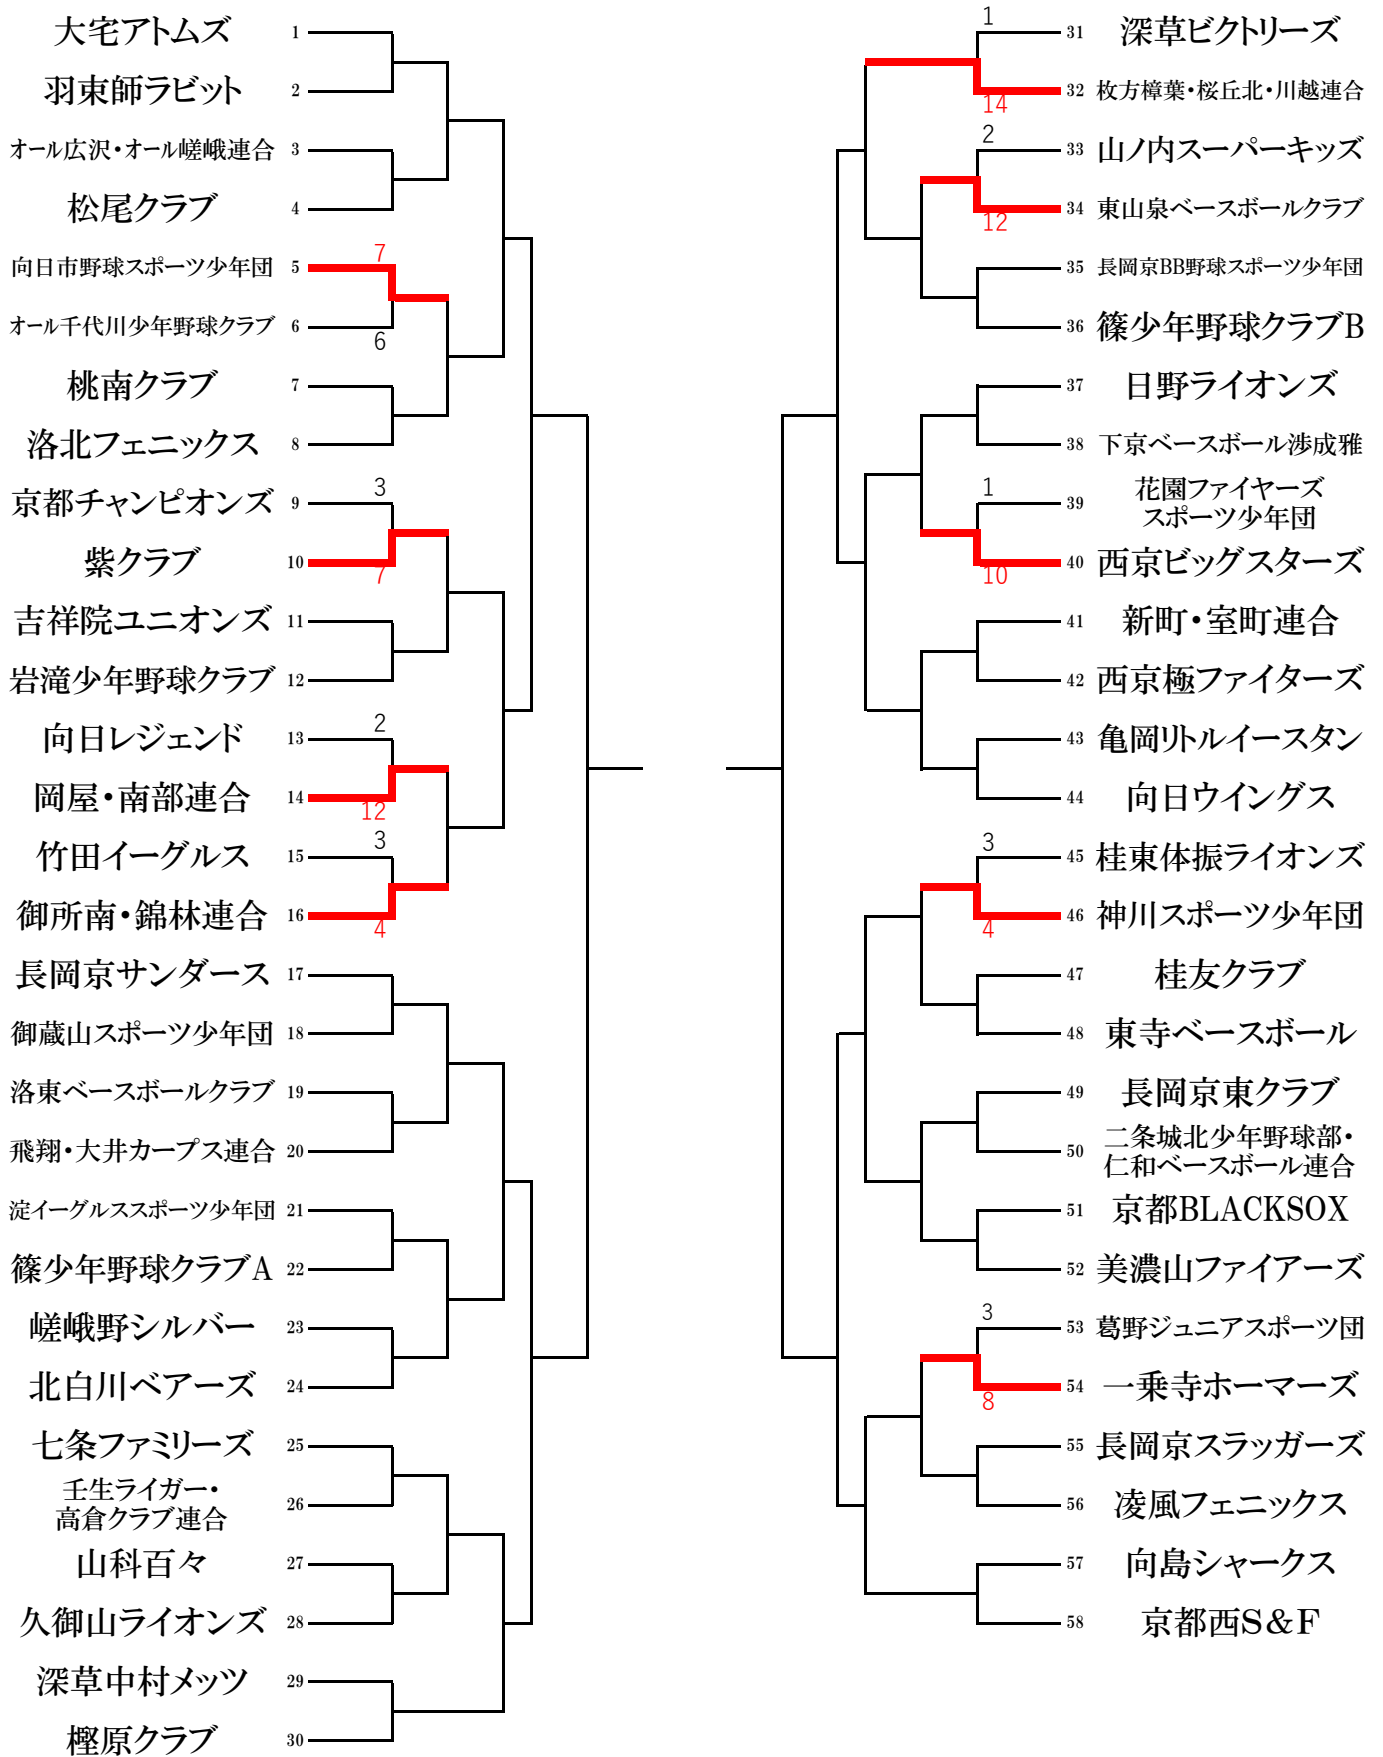 大宅アトムズ 1
羽束師ラビット 2
オール広沢・オール嵯峨連合 3
松尾クラブ 4
7
向日市野球スポーツ少年団 5
オール千代川少年野球クラブ 6
6
桃南クラブ 7
洛北フェニックス 8
3
京都チャンピオンズ 9
紫クラブ 10
7
吉祥院ユニオンズ 11
岩滝少年野球クラブ 12
2
向日レジェンド 13
岡屋・南部連合 14
12
3
竹田イーグルス 15
御所南・錦林連合 16
4
長岡京サンダース 17
御蔵山スポーツ少年団 18
洛東ベースボールクラブ 19
飛翔・大井カープス連合 20
淀イーグルススポーツ少年団 21
篠少年野球クラブA 22
嵯峨野シルバー 23
北白川ベアーズ 24
七条ファミリーズ 25
壬生ライガー・
高倉クラブ連合 26
山科百々 27
久御山ライオンズ 28
深草中村メッツ 29
樫原クラブ 30
1
31 深草ビクトリーズ
32 枚方樟葉・桜丘北・川越連合
14
2
33 山ノ内スーパーキッズ
34 東山泉ベースボールクラブ
12
35 長岡京BB野球スポーツ少年団
36 篠少年野球クラブB
37 日野ライオンズ
38 下京ベースボール渉成雅
1
39 花園ファイヤーズ
スポーツ少年団
40 西京ビッグスターズ
10
41 新町・室町連合
42 西京極ファイターズ
43 亀岡リトルイースタン
44 向日ウイングス
3
45 桂東体振ライオンズ
46 神川スポーツ少年団
4
47 桂友クラブ
48 東寺ベースボール
49 長岡京東クラブ
50 二条城北少年野球部・
仁和ベースボール連合
51 京都BLACKSOX
52 美濃山ファイアーズ
3
53 葛野ジュニアスポーツ団
54 一乗寺ホーマーズ
8
55 長岡京スラッガーズ
56 凌風フェニックス
57 向島シャークス
58 京都西S&F